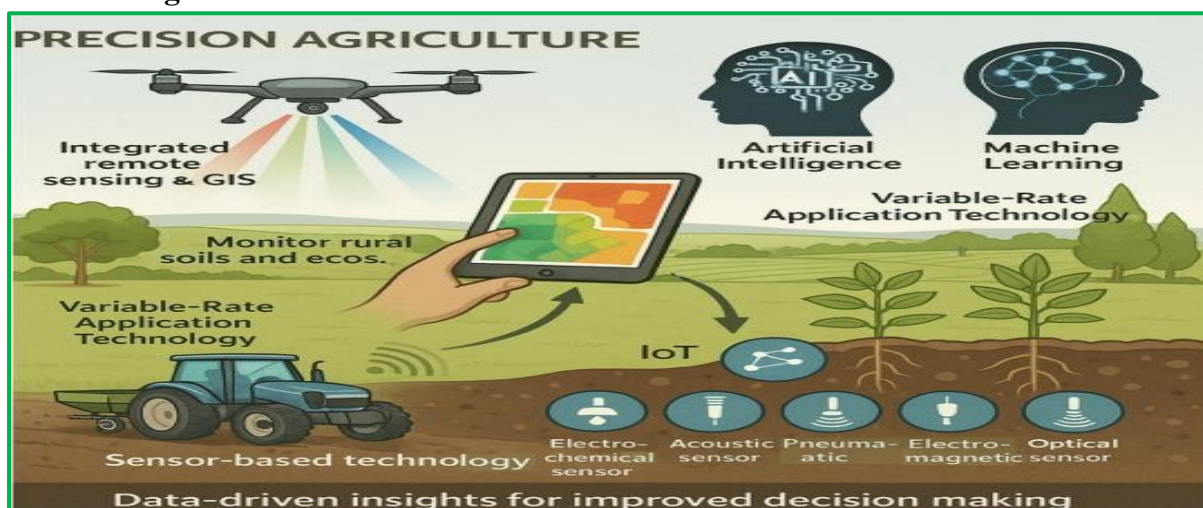 PRECISION AGRICULTURE
Integrated
remote
sensing & GIS
AI
Artificial
Intelligence
Machine
Learning
Variable-Rate
Application Technology
Monitor rural
soils and ecos.
Variable-Rate
Application
Technology
IoT
Electro-
chemical
sensor
Acoustic
sensor
Pneuma-
atic
Electro-
magnetic
Optical
sensor
Sensor-based technology
Data-driven insights for improved decision making